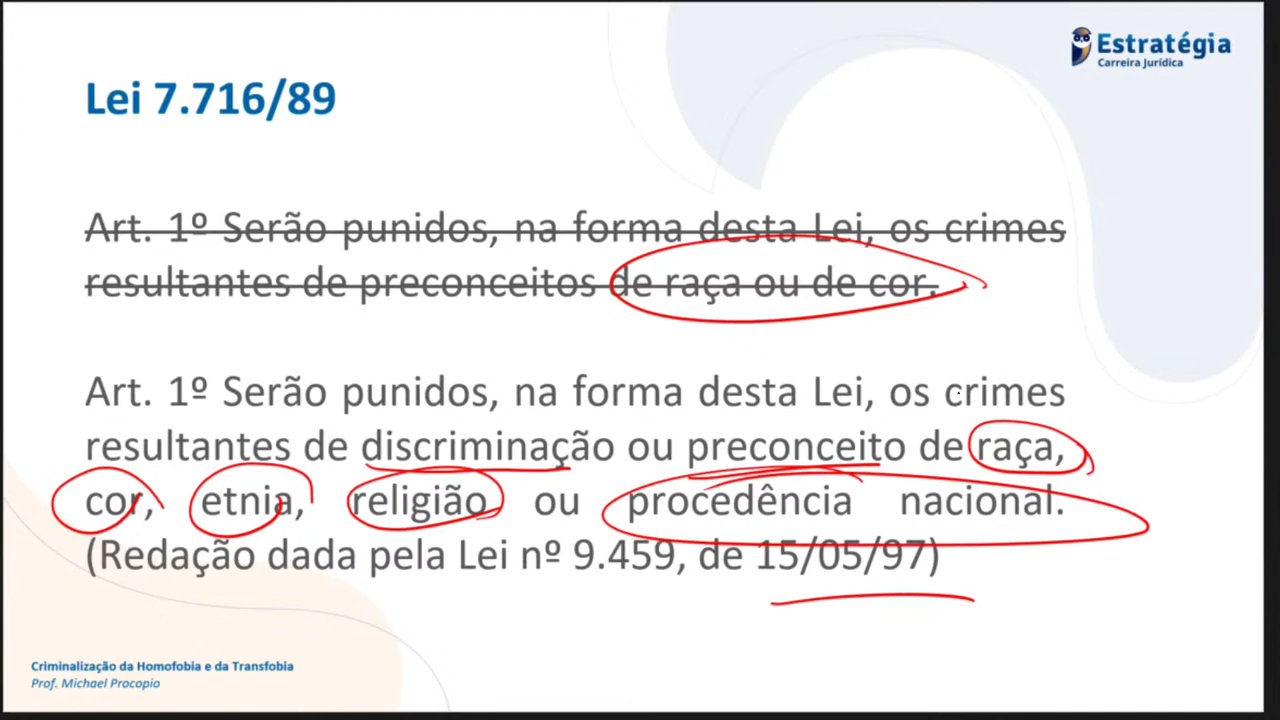 Estratégia
Carreira Jurídica
Lei 7.716/89
Art. 1º Serão punidos, na forma desta Lei, os crimes
resultantes de preconceitos de raça ou de cor.
Art. 1º Serão punidos, na forma desta Lei, os crimes
resultantes de discriminação ou preconceito de raça,
cor, etnia, religião ou procedência nacional.
(Redação dada pela Lei nº 9.459, de 15/05/97)
Criminalização da Homofobia e da Transfobia
Prof. Michael Procopio